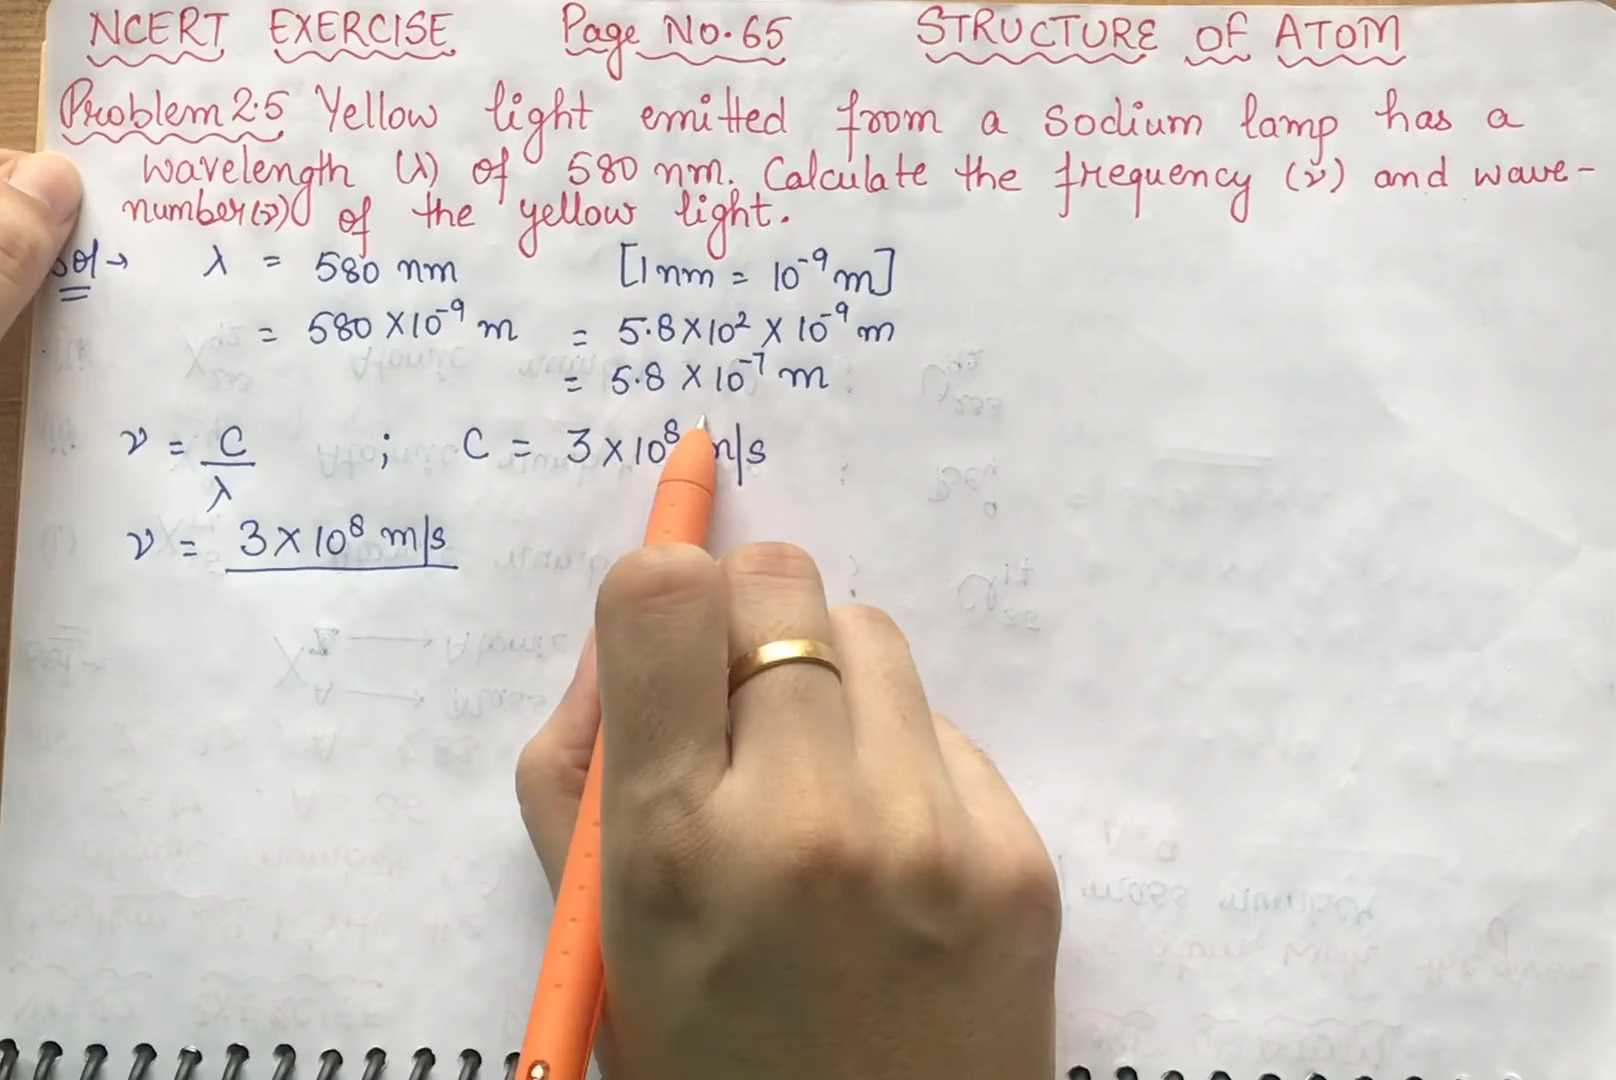 NCERT EXERCISE Page No.65 STRUCTURE OF ATOM
Problem 2.5 Yellow light emitted from a sodium lamp has a
wavelength (λ) of 580 nm. Calculate the frequency (ν) and wave-
number(ν̄) of the yellow light.
Sol → λ = 580 nm [1 nm = 10⁻⁹ m]
= 580 × 10⁻⁹ m = 5.8 × 10² × 10⁻⁹ m
= 5.8 × 10⁻⁷ m
ν = C/λ ; C = 3 × 10⁸ m/s
ν = 3 × 10⁸ m/s